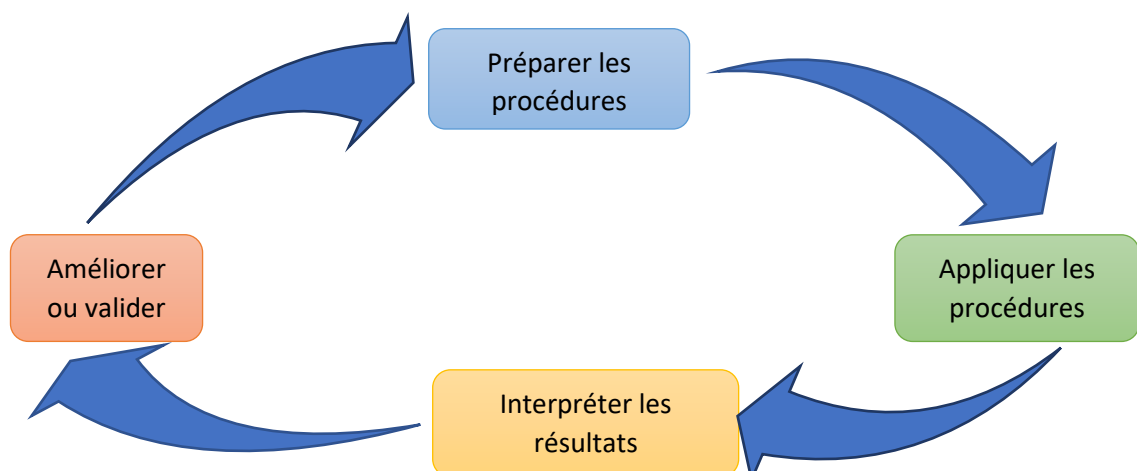 Préparer les
procédures
Appliquer les
procédures
Interpréter les
résultats
Améliorer
ou valider